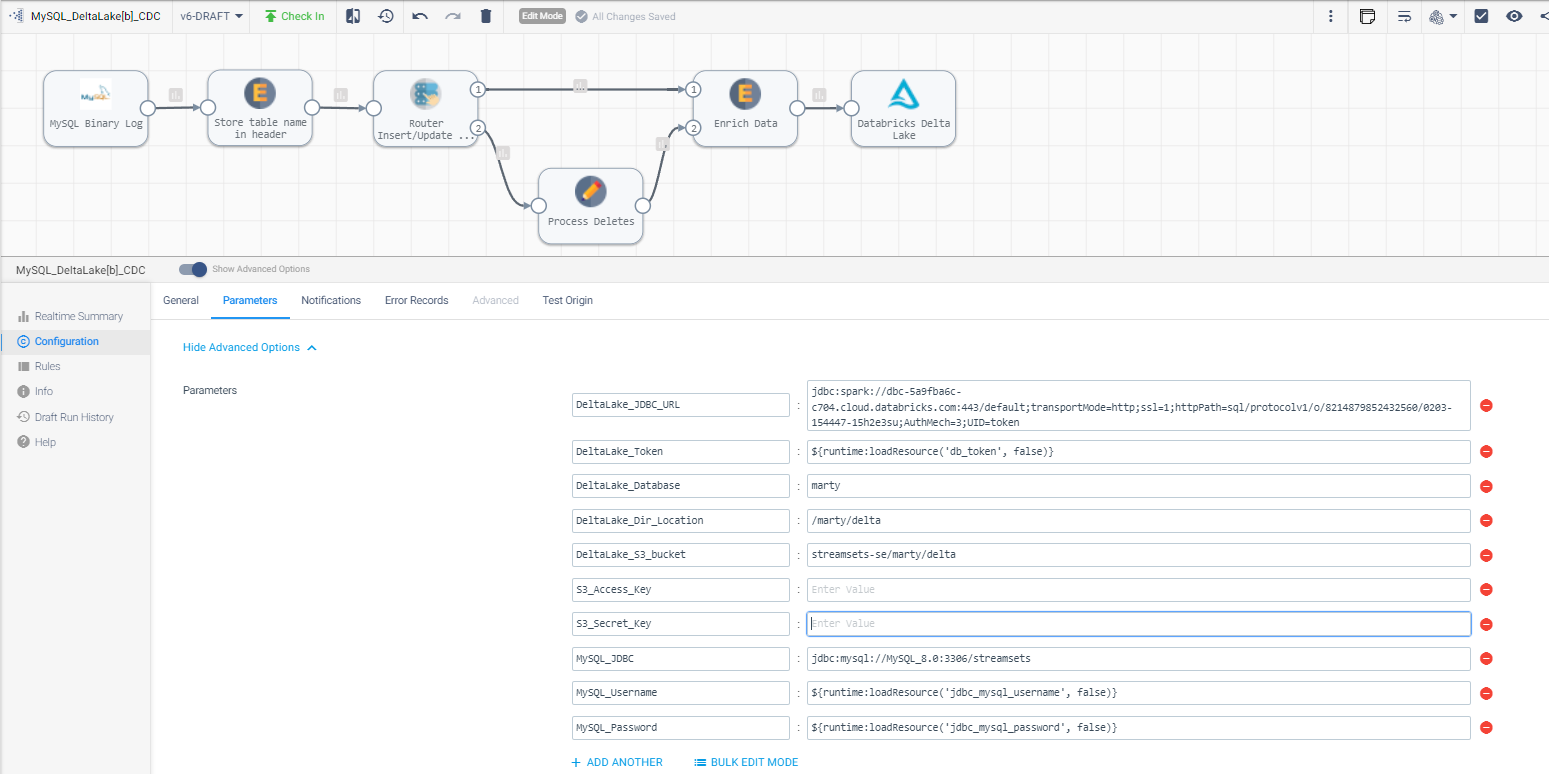 MySQL_DeltaLake[b]_CDC
v6-DRAFT
Check In
Edit Mode
All Changes Saved
MySQL
MySQL Binary Log
E
Store table name
in header
Router
Insert/Update ...
1
2
Process Deletes
1
2
E
Enrich Data
Databricks Delta
Lake
MySQL_DeltaLake[b]_CDC
Show Advanced Options
Realtime Summary
Configuration
Rules
Info
Draft Run History
Help
General
Parameters
Notifications
Error Records
Advanced
Test Origin
Hide Advanced Options
Parameters
DeltaLake_JDBC_URL
:
jdbc:spark://dbc-5a9fba6c-
c704.cloud.databricks.com:443/default;transportMode=http;ssl=1;httpPath=sql/protocolv1/o/8214879852432560/0203-
154447-15h2e3su;AuthMech=3;UID=token
DeltaLake_Token : ${runtime:loadResource('db_token', false)}
DeltaLake_Database : marty
DeltaLake_Dir_Location : /marty/delta
DeltaLake_S3_bucket : streamsets-se/marty/delta
S3_Access_Key : Enter Value
S3_Secret_Key : Enter Value
MySQL_JDBC : jdbc:mysql://MySQL_8.0:3306/streamsets
MySQL_Username : ${runtime:loadResource('jdbc_mysql_username', false)}
MySQL_Password : ${runtime:loadResource('jdbc_mysql_password', false)}
+ ADD ANOTHER
BULK EDIT MODE